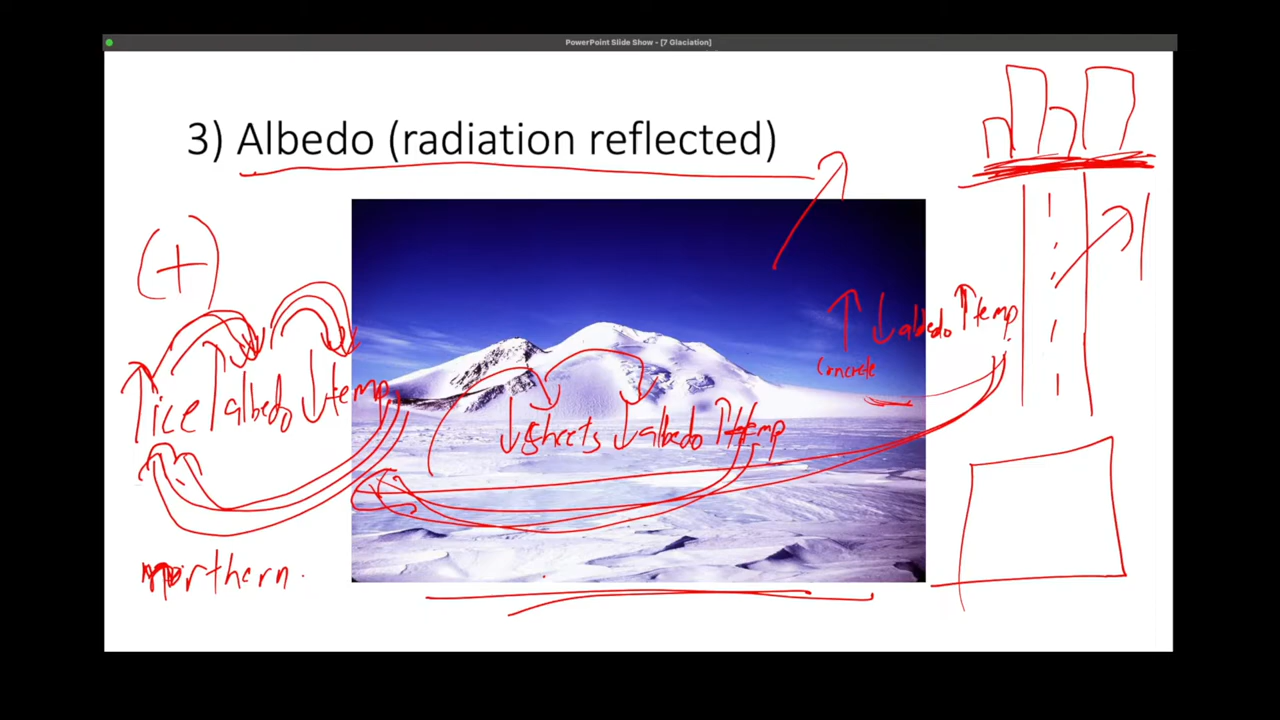 PowerPoint Slide Show - [7 Glaciation]
3) Albedo (radiation reflected)
(+)
↑ice ↑albedo ↓temp
↓sheets ↓albedo ↑temp
↑ ↓albedo ↑temp
concrete
northern.